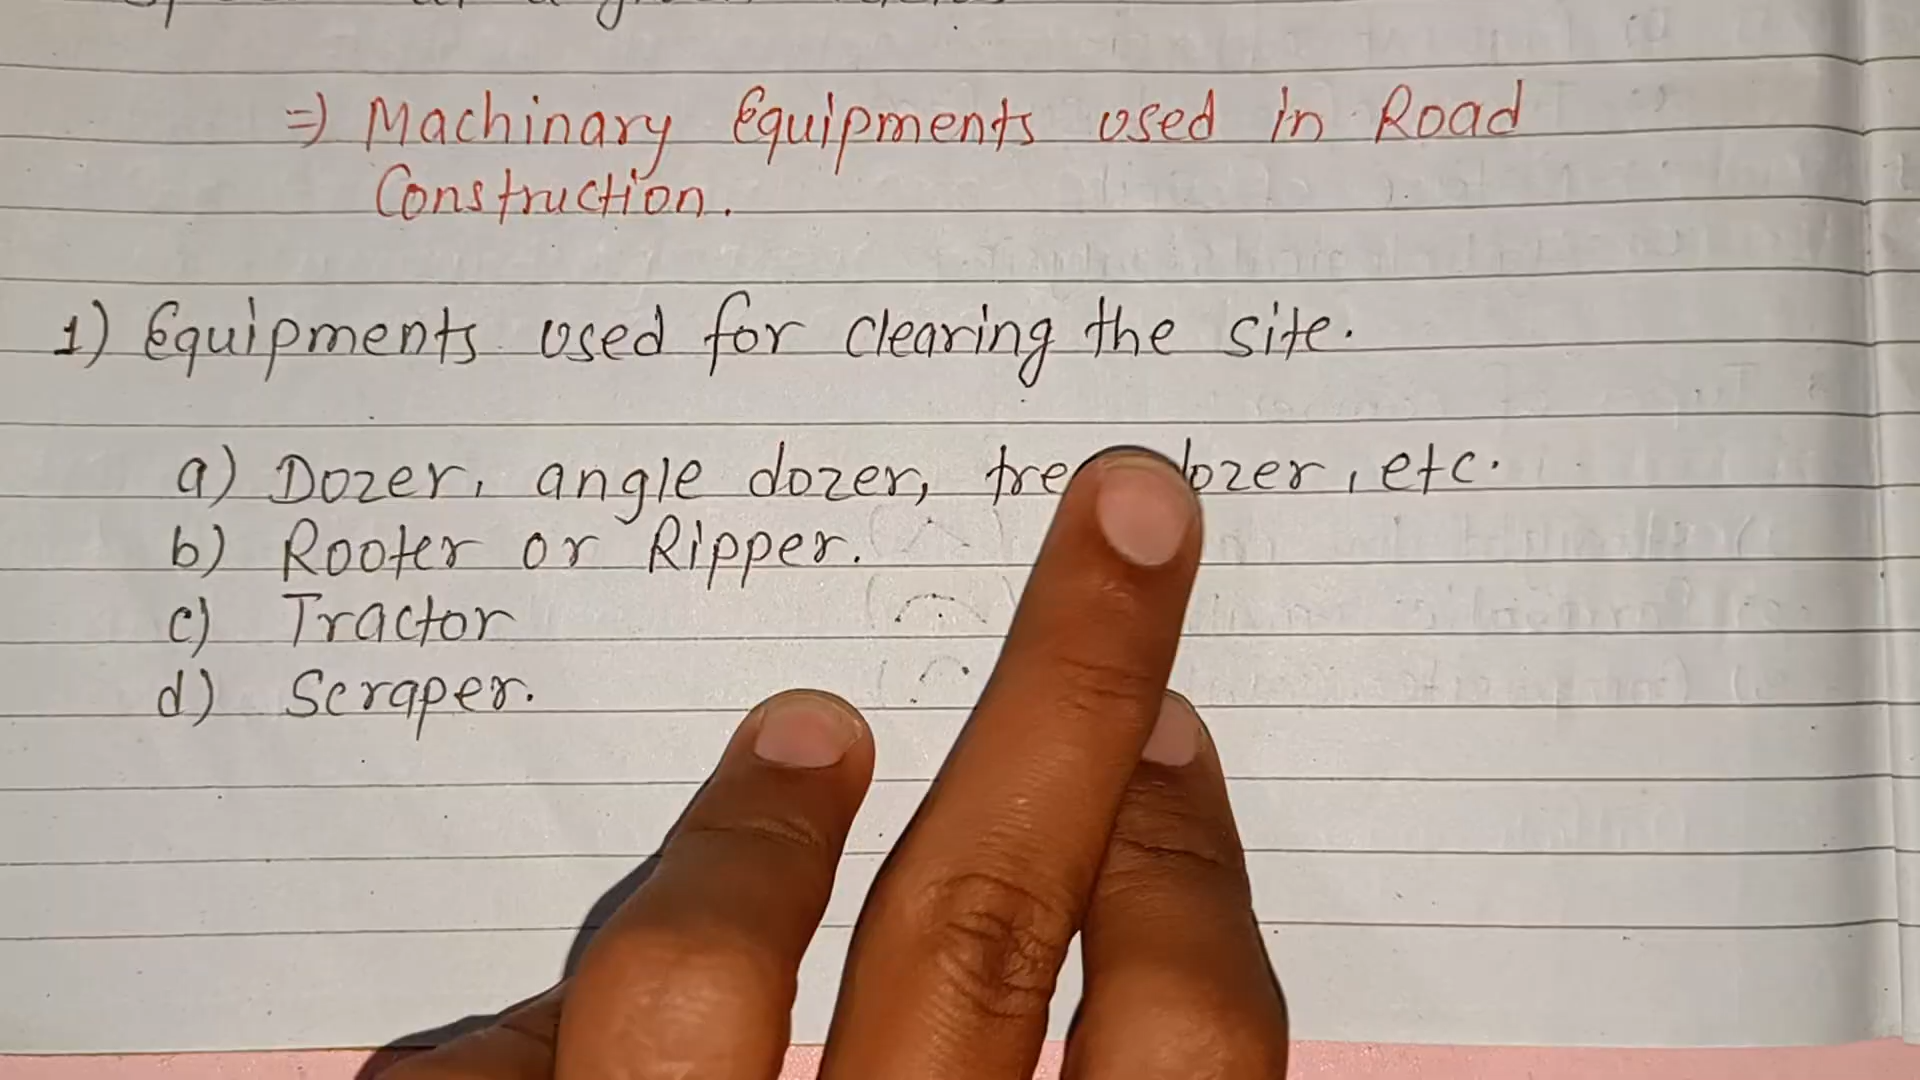 =) Machinary Equipments used in Road
Construction.
1) Equipments used for clearing the site.
a) Dozer, angle dozer, etc.
b) Rooter or Ripper.
c) Tractor
d) Scraper.